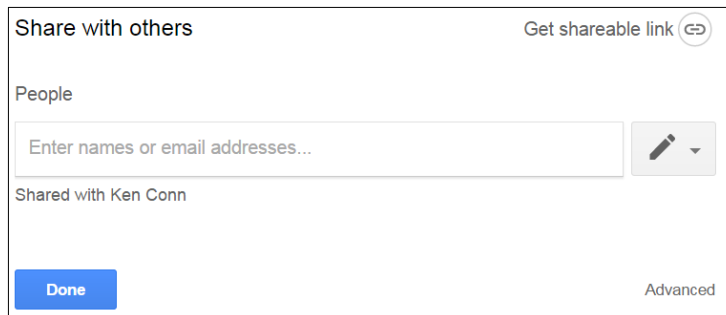 Share with others
Get shareable link
People
Enter names or email addresses...
Shared with Ken Conn
Done
Advanced